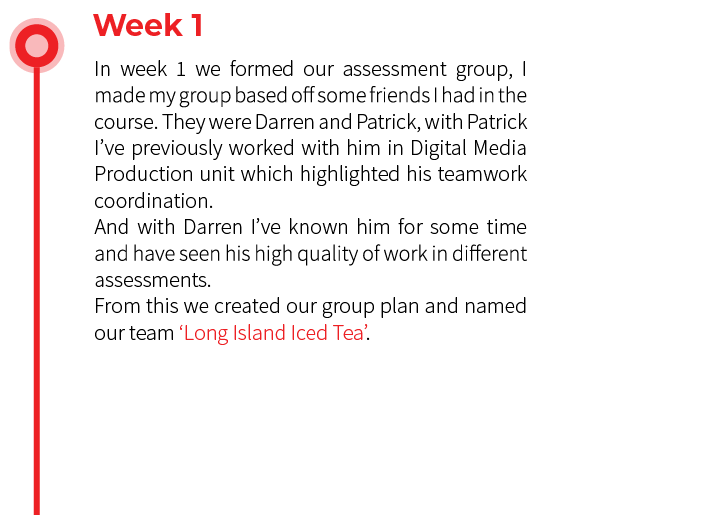 Week 1
In week 1 we formed our assessment group, I
made my group based off some friends I had in the
course. They were Darren and Patrick, with Patrick
I’ve previously worked with him in Digital Media
Production unit which highlighted his teamwork
coordination.
And with Darren I’ve known him for some time
and have seen his high quality of work in different
assessments.
From this we created our group plan and named
our team ‘Long Island Iced Tea’.